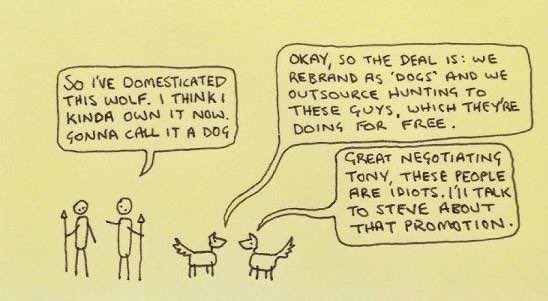 SO I'VE DOMESTICATED
THIS WOLF. I THINK I
KINDA OWN IT NOW.
GONNA CALL IT A DOG
OKAY, SO THE DEAL IS: WE
REBRAND AS 'DOGS' AND WE
OUTSOURCE HUNTING TO
THESE GUYS, WHICH THEY'RE
DOING FOR FREE.
GREAT NEGOTIATING
TONY, THESE PEOPLE
ARE IDIOTS. I'll TALK
TO STEVE ABOUT
THAT PROMOTION.